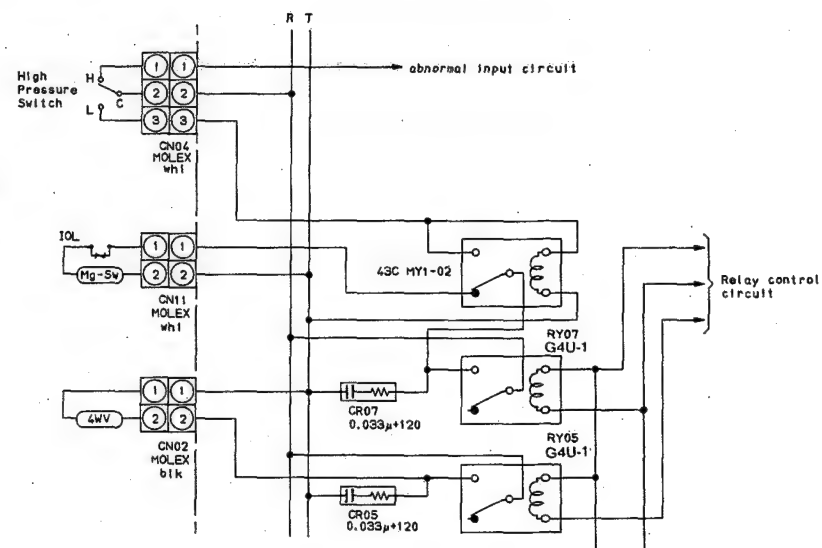 R T
1 1
abnormal input circuit
High
Pressure
Switch
H
C
L
2 2
3 3
CN04
MOLEX
whi
IOL
1 1
Mg-Sw
2 2
CN11
MOLEX
whi
43C MY1-02
Relay control
circuit
RY07
G4U-1
1 1
4WV
2 2
CN02
MOLEX
blk
CR07
0.033μ+120
RY05
G4U-1
CR05
0.033μ+120